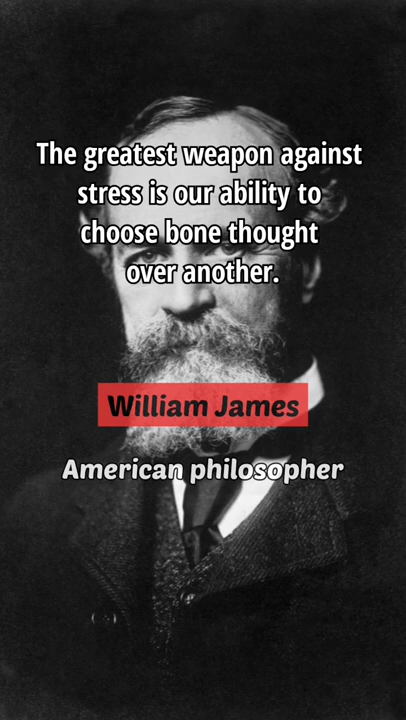 The greatest weapon against
stress is our ability to
choose bone thought
over another.
William James
American philosopher